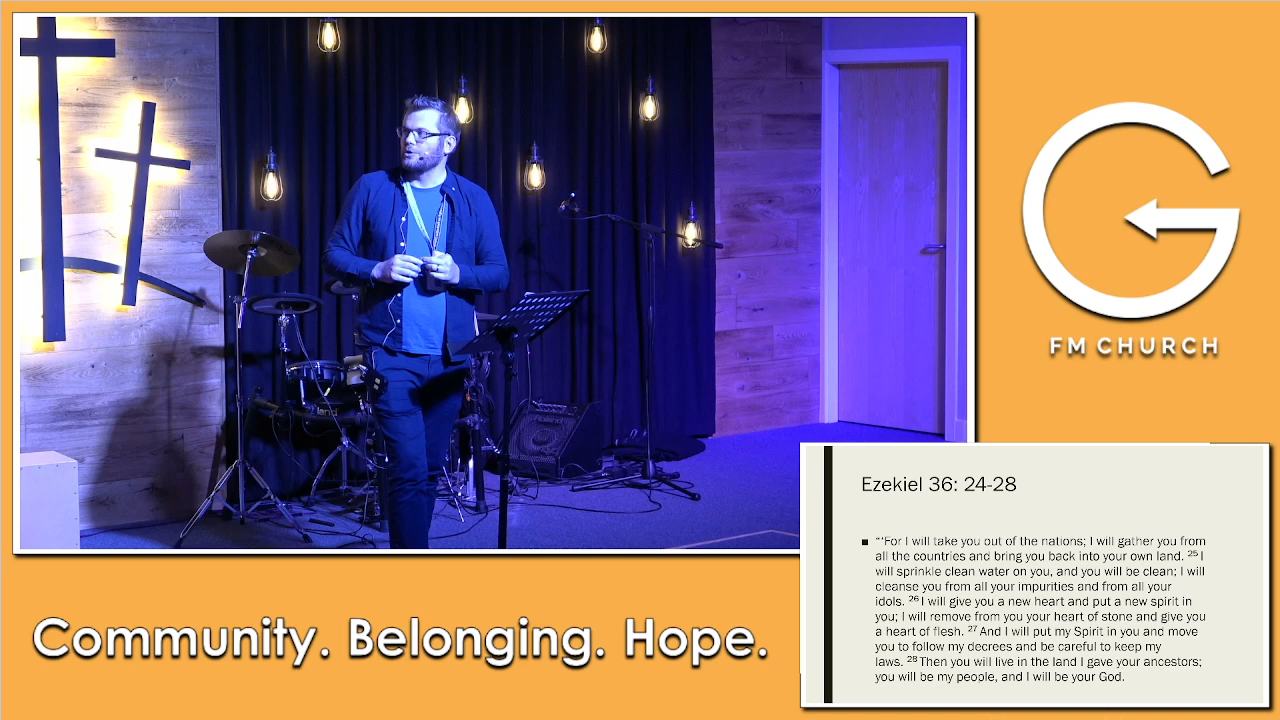 FM CHURCH
Community. Belonging. Hope.
Ezekiel 36: 24-28
■ “‘For I will take you out of the nations; I will gather you from
all the countries and bring you back into your own land. 25 I
will sprinkle clean water on you, and you will be clean; I will
cleanse you from all your impurities and from all your
idols. 26 I will give you a new heart and put a new spirit in
you; I will remove from you your heart of stone and give you
a heart of flesh. 27 And I will put my Spirit in you and move
you to follow my decrees and be careful to keep my
laws. 28 Then you will live in the land I gave your ancestors;
you will be my people, and I will be your God.